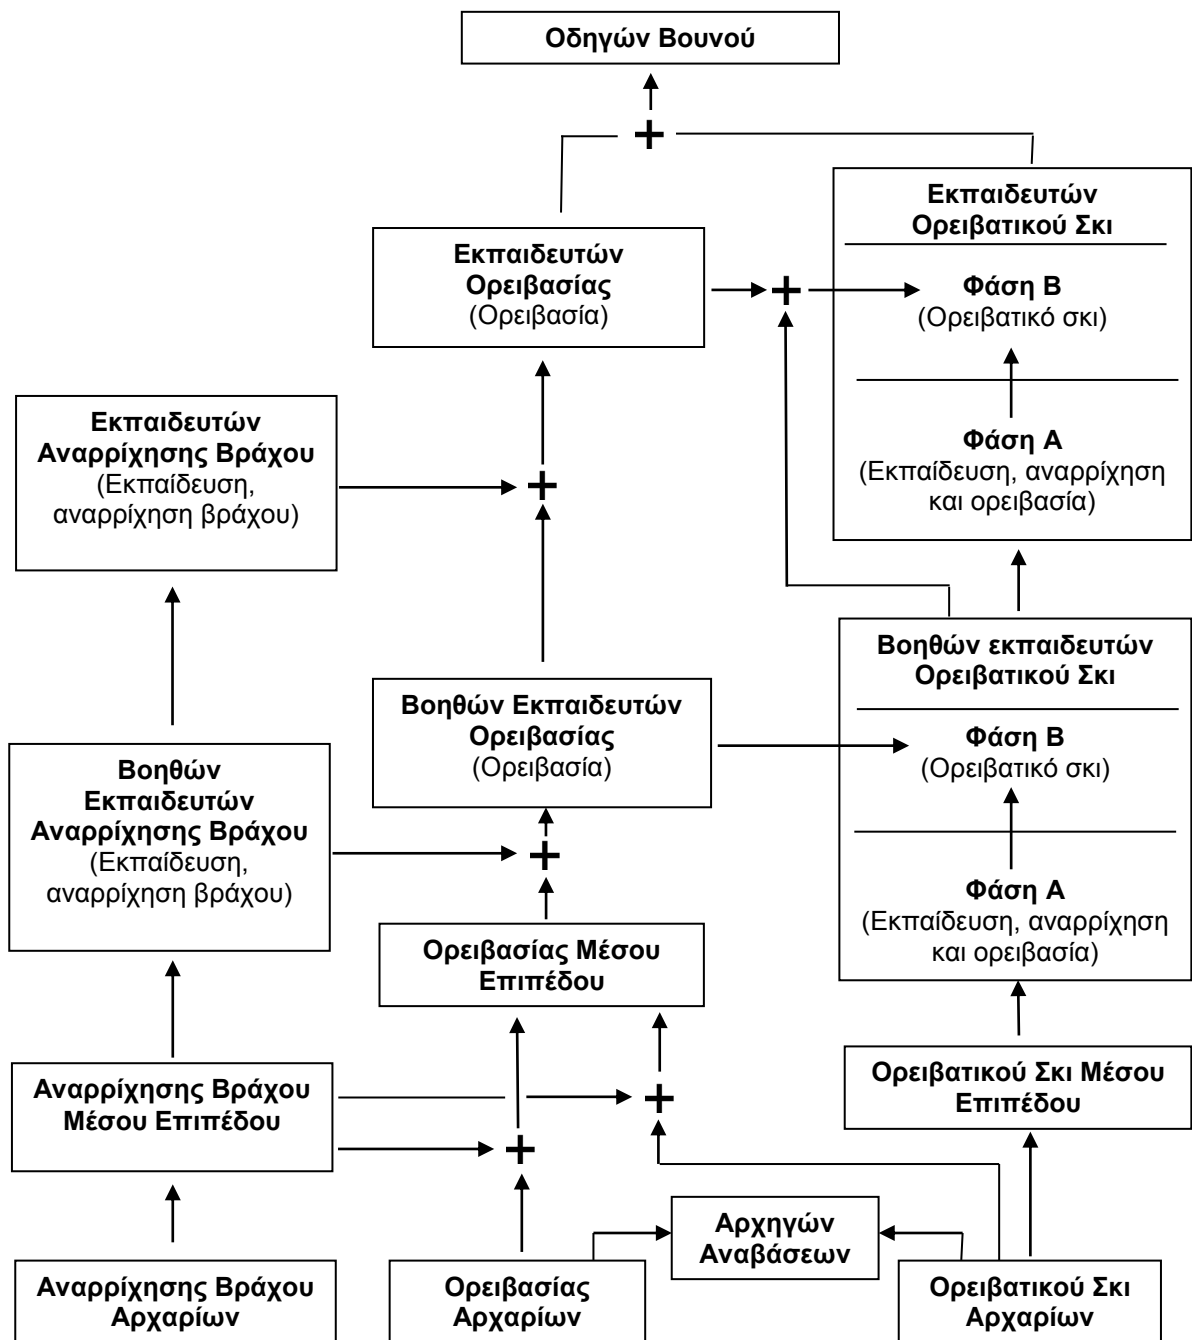 Οδηγών Βουνού
Εκπαιδευτών
Ορειβατικού Σκι
Φάση Β
(Ορειβατικό σκι)
Φάση Α
(Εκπαίδευση, αναρρίχηση
και ορειβασία)
Εκπαιδευτών
Ορειβασίας
(Ορειβασία)
Εκπαιδευτών
Αναρρίχησης Βράχου
(Εκπαίδευση,
αναρρίχηση βράχου)
Βοηθών εκπαιδευτών
Ορειβατικού Σκι
Φάση Β
(Ορειβατικό σκι)
Φάση Α
(Εκπαίδευση, αναρρίχηση
και ορειβασία)
Βοηθών Εκπαιδευτών
Ορειβασίας
(Ορειβασία)
Βοηθών
Εκπαιδευτών
Αναρρίχησης Βράχου
(Εκπαίδευση,
αναρρίχηση βράχου)
Ορειβασίας Μέσου
Επιπέδου
Αναρρίχησης Βράχου
Μέσου Επιπέδου
Ορειβατικού Σκι Μέσου
Επιπέδου
Αρχηγών
Αναβάσεων
Αναρρίχησης Βράχου
Αρχαρίων
Ορειβασίας
Αρχαρίων
Ορειβατικού Σκι
Αρχαρίων